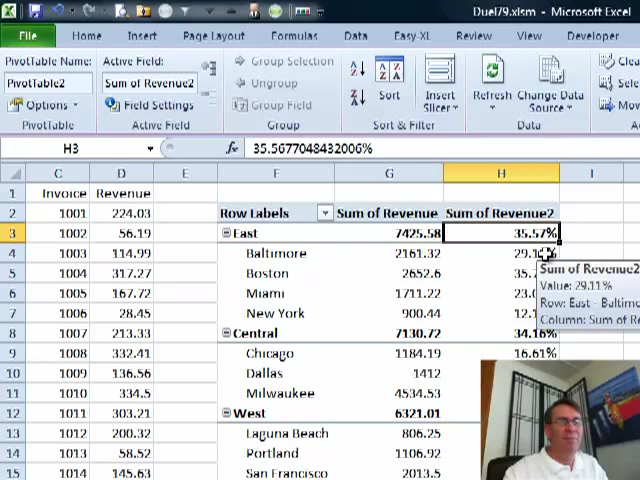 Duel79.xlsm - Microsoft Excel
File Home Insert Page Layout Formulas Data Easy-XL Review View Developer
PivotTable Name: Active Field: Group Selection
PivotTable2 Sum of Revenue2 Ungroup Sort Insert Slicer Refresh Change Data Source
Options Field Settings Group Field
PivotTable Active Field Group Sort & Filter Data
H3 fx 35.5677048432006%
C D E F G H I
1 Invoice Revenue
2 1001 224.03 Row Labels Sum of Revenue Sum of Revenue2
3 1002 56.19 East 7425.58 35.57%
4 1003 114.99 Baltimore 2161.32
5 1004 317.27 Boston 2652.6
6 1005 167.72 Miami 1711.22
7 1006 28.45 New York 900.44
8 1007 213.33 Central 7130.72 34.16%
9 1008 332.41 Chicago 1184.19 16.61%
10 1009 136.56 Dallas 1412
11 1010 334.5 Milwaukee 4534.53
12 1011 303.21 West 6321.01
13 1012 200.32 Laguna Beach 806.25
14 1013 58.52 Portland 1106.92
15 1014 145.63 San Francisco 2013.5
Sum of Revenue2
Value: 29.11%
Row: East - Baltimo
Column: Sum of Re